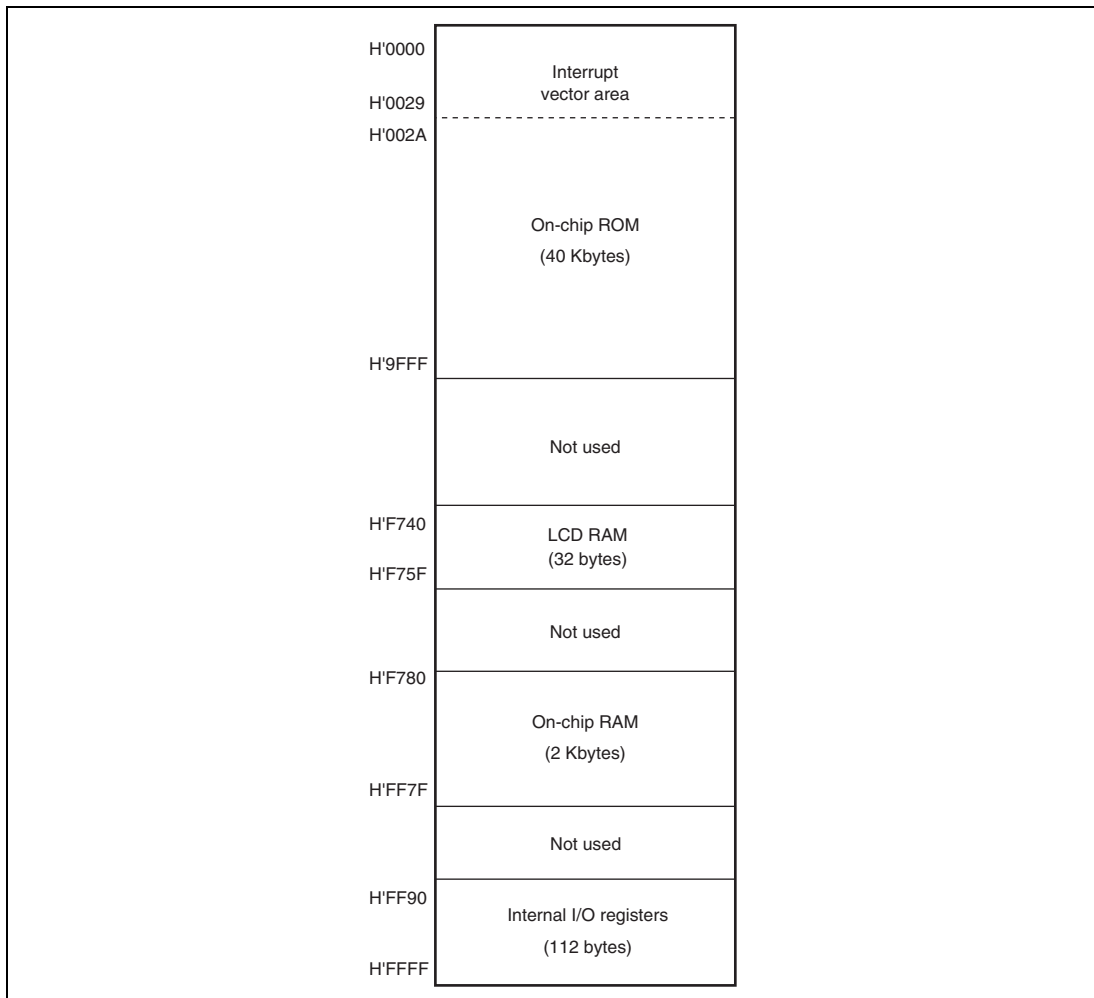 H'0000
Interrupt
vector area
H'0029
H'002A
On-chip ROM
(40 Kbytes)
H'9FFF
Not used
H'F740
LCD RAM
(32 bytes)
H'F75F
Not used
H'F780
On-chip RAM
(2 Kbytes)
H'FF7F
Not used
H'FF90
Internal I/O registers
(112 bytes)
H'FFFF